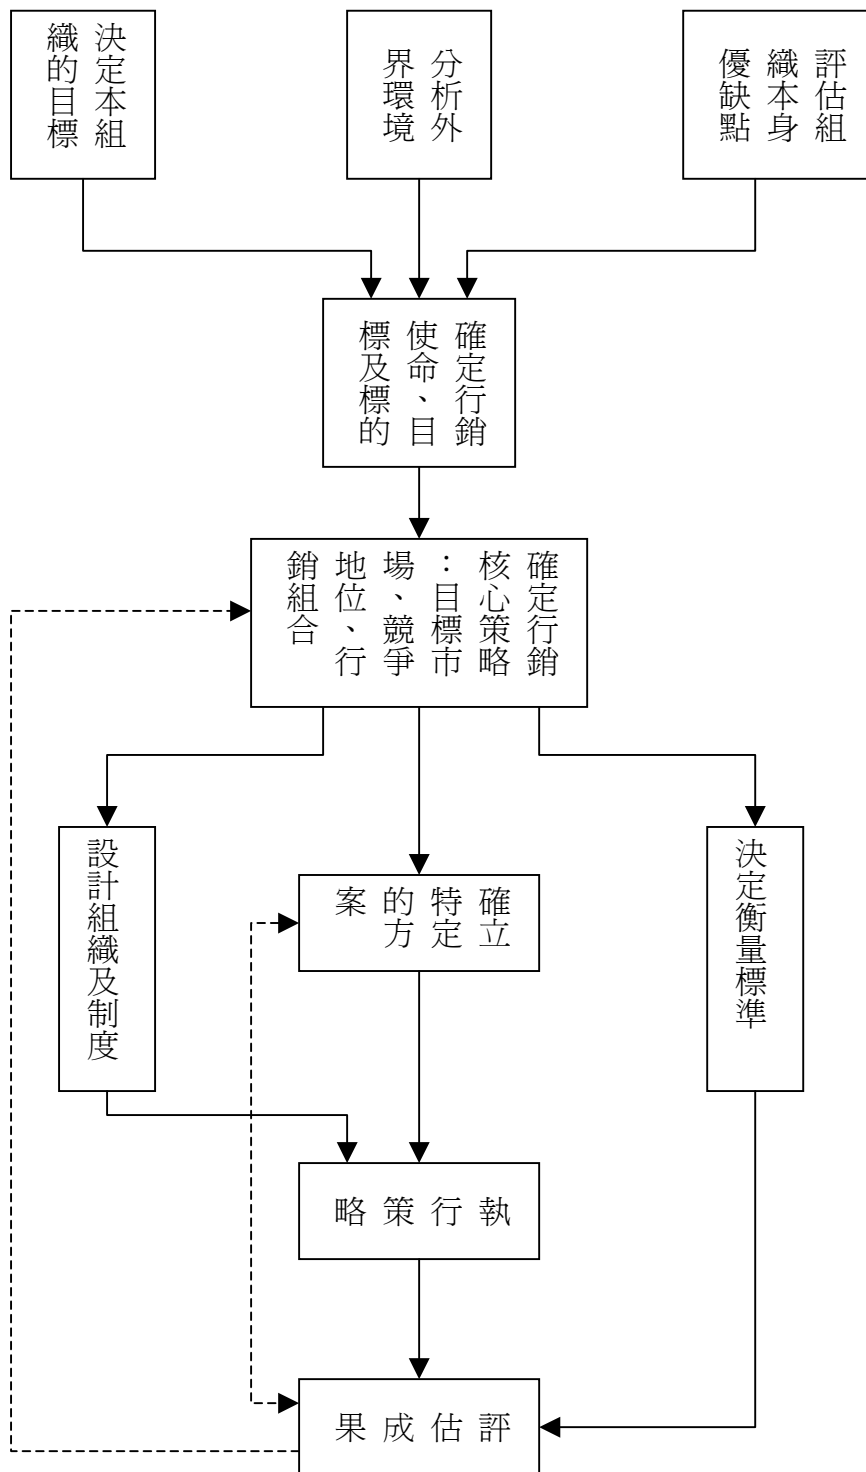 評估組
織本身
優缺點
分析外
界環境
決定本組
織的目標
確定行銷
使命、目
標及標的
確定行銷
核心策略
：目標市
場、競爭
地位、行
銷組合
決定衡量標準
確立
特定
的方
案
設計組織及制度
執行策略
評估成果